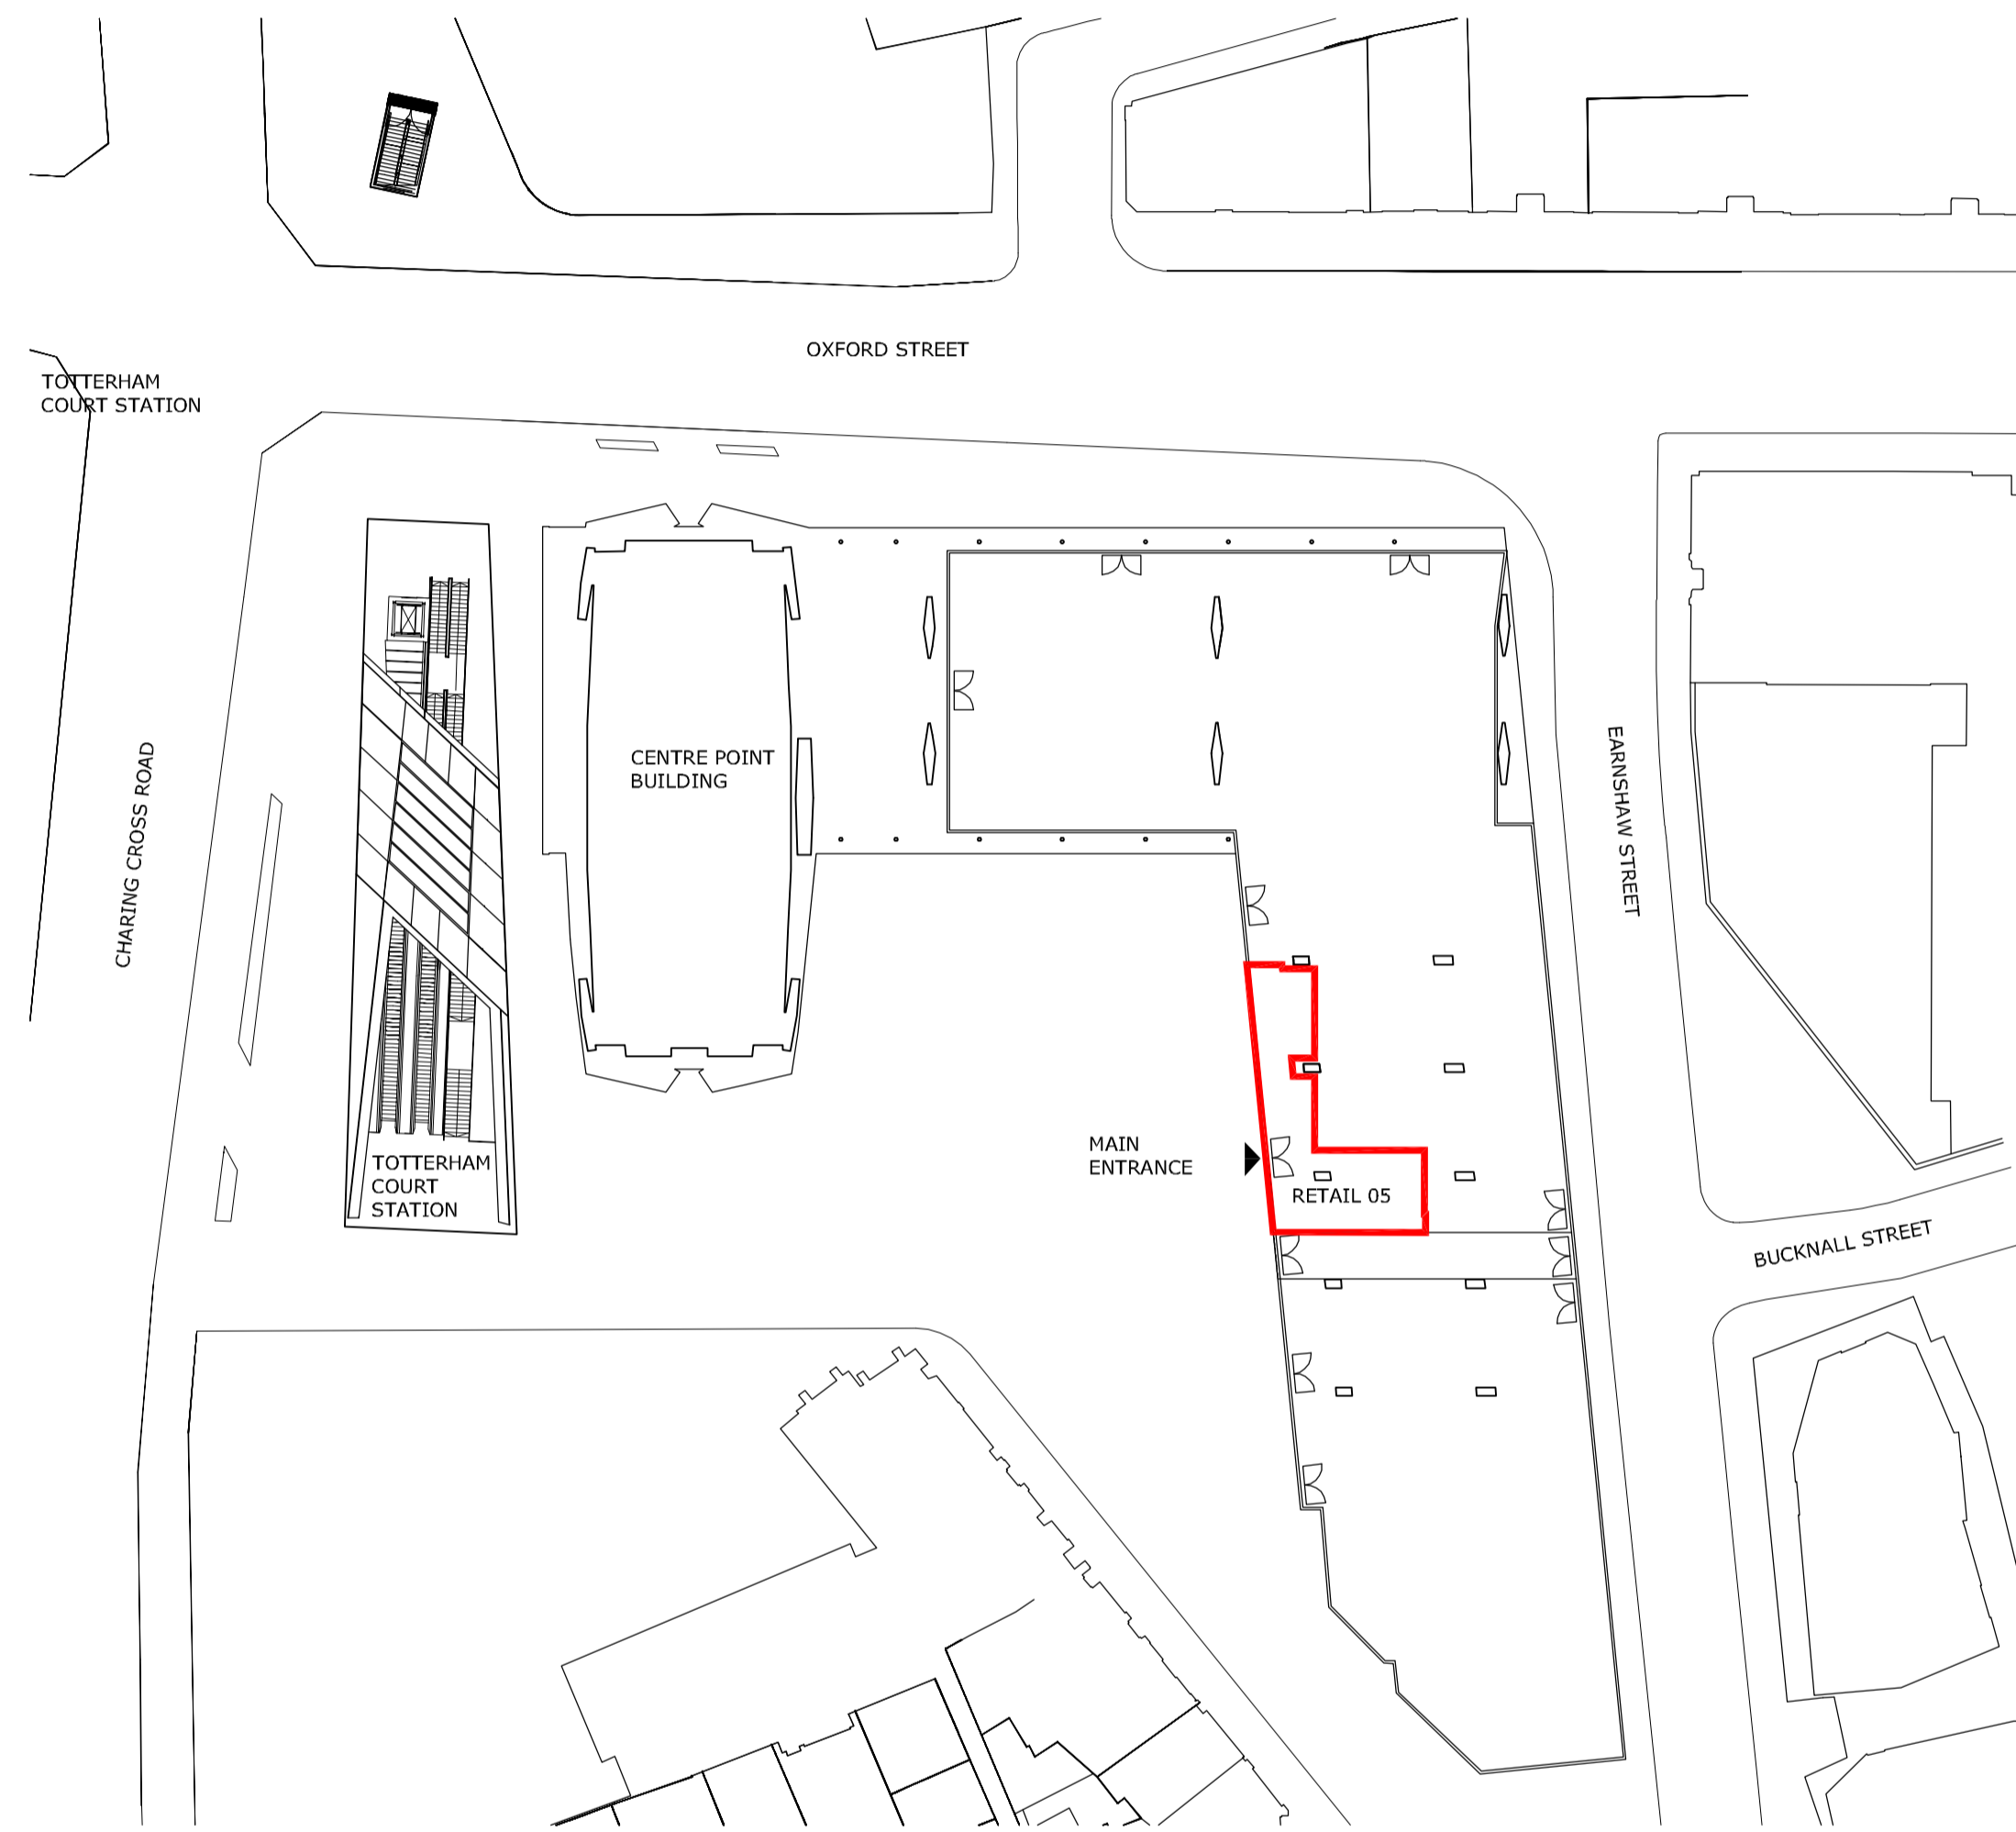 OXFORD STREET
TOTTERHAM
COURT STATION
CENTRE POINT
BUILDING
CHARING CROSS ROAD
EARNSHAW STREET
MAIN
ENTRANCE
TOTTERHAM
COURT
STATION
RETAIL 05
BUCKNALL STREET